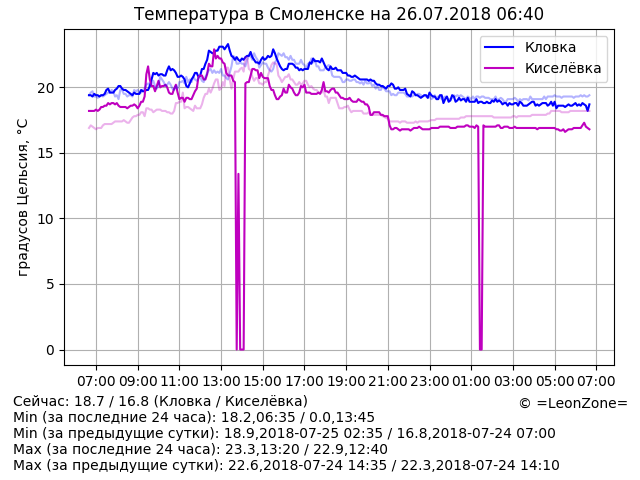 Температура в Смоленске на 26.07.2018 06:40
Кловка
Киселёвка
градусов Цельсия, °C
20
15
10
5
0
07:00 09:00 11:00 13:00 15:00 17:00 19:00 21:00 23:00 01:00 03:00 05:00 07:00
Сейчас: 18.7 / 16.8 (Кловка / Киселёвка)
© =LeonZone=
Min (за последние 24 часа): 18.2,06:35 / 0.0,13:45
Min (за предыдущие сутки): 18.9,2018-07-25 02:35 / 16.8,2018-07-24 07:00
Max (за последние 24 часа): 23.3,13:20 / 22.9,12:40
Max (за предыдущие сутки): 22.6,2018-07-24 14:35 / 22.3,2018-07-24 14:10